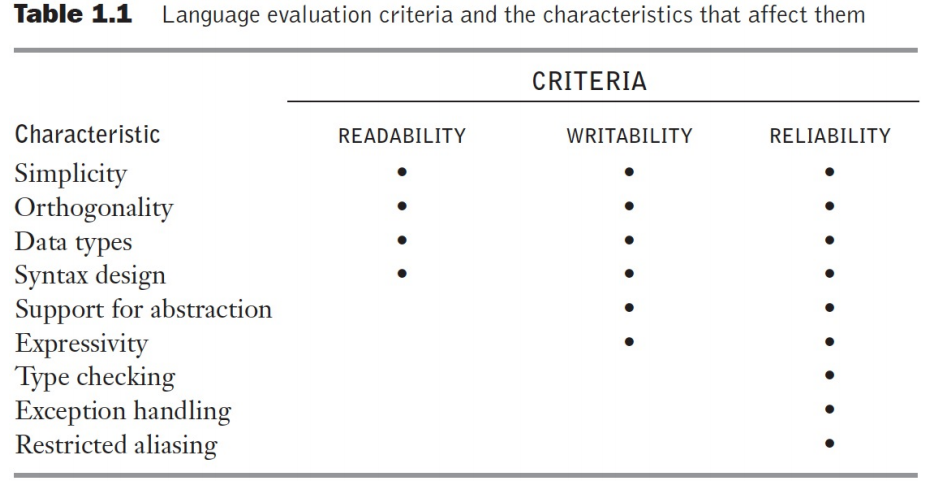 Table 1.1 Language evaluation criteria and the characteristics that affect them
CRITERIA
Characteristic READABILITY WRITABILITY RELIABILITY
Simplicity • • •
Orthogonality • • •
Data types • • •
Syntax design • • •
Support for abstraction • •
Expressivity • •
Type checking •
Exception handling •
Restricted aliasing •